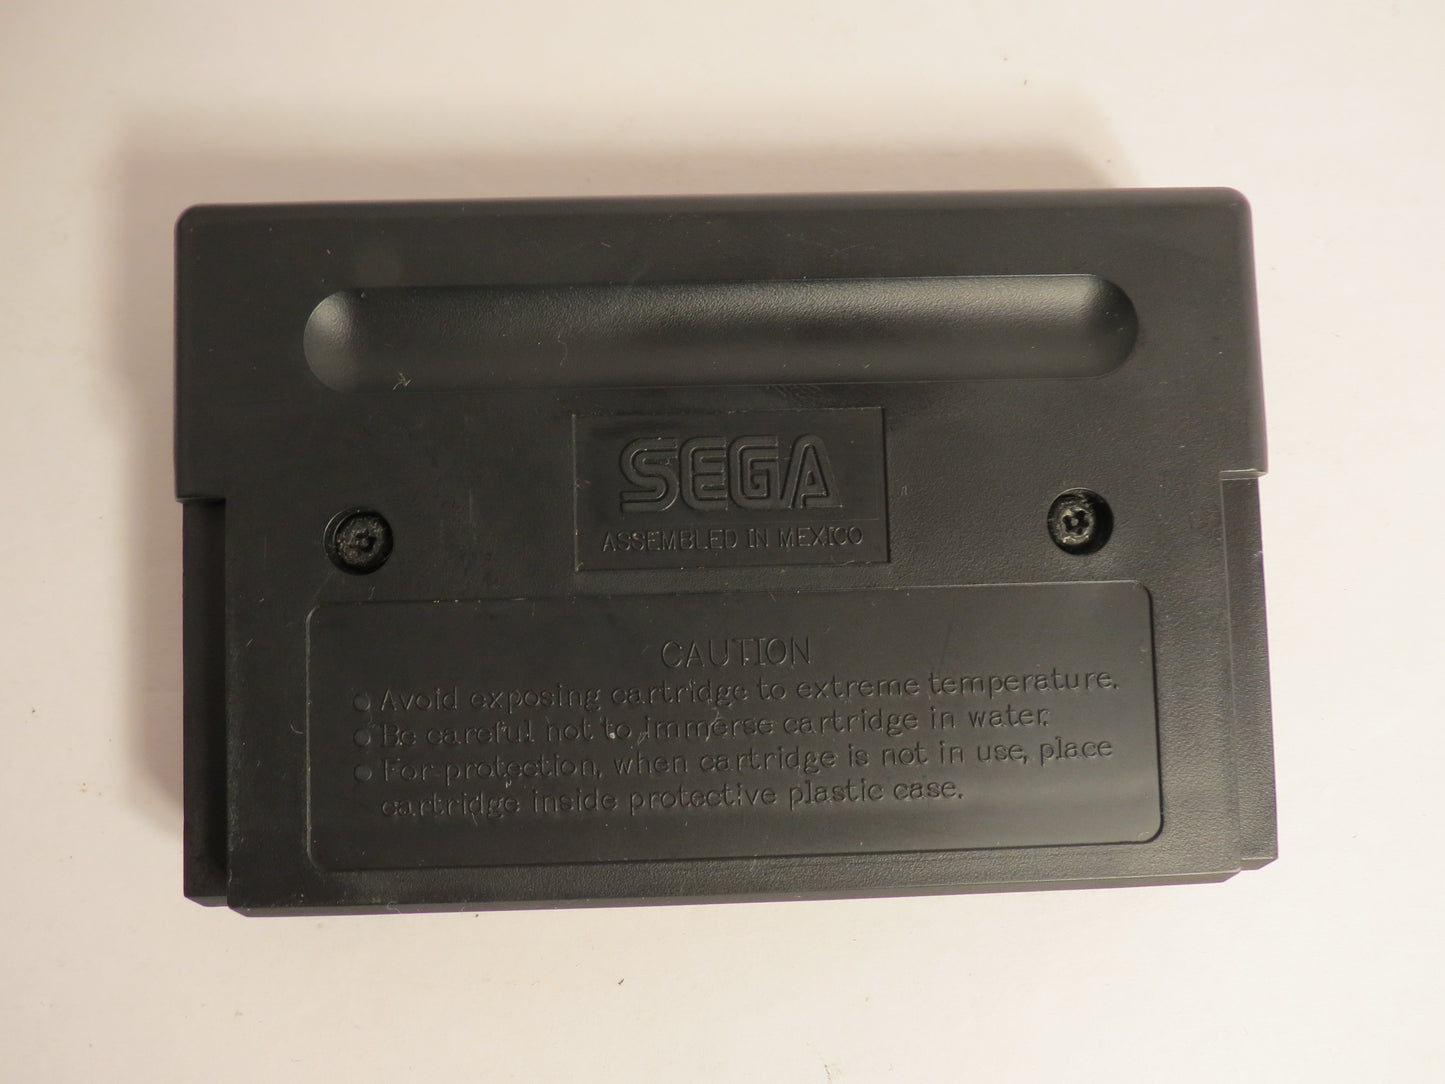 SEGA
ASSEMBLED IN MEXICO
CAUTION
Avoid exposing cartridge to extreme temperature.
Be careful not to immerse cartridge in water.
For protection, when cartridge is not in use, place
cartridge inside protective plastic case.